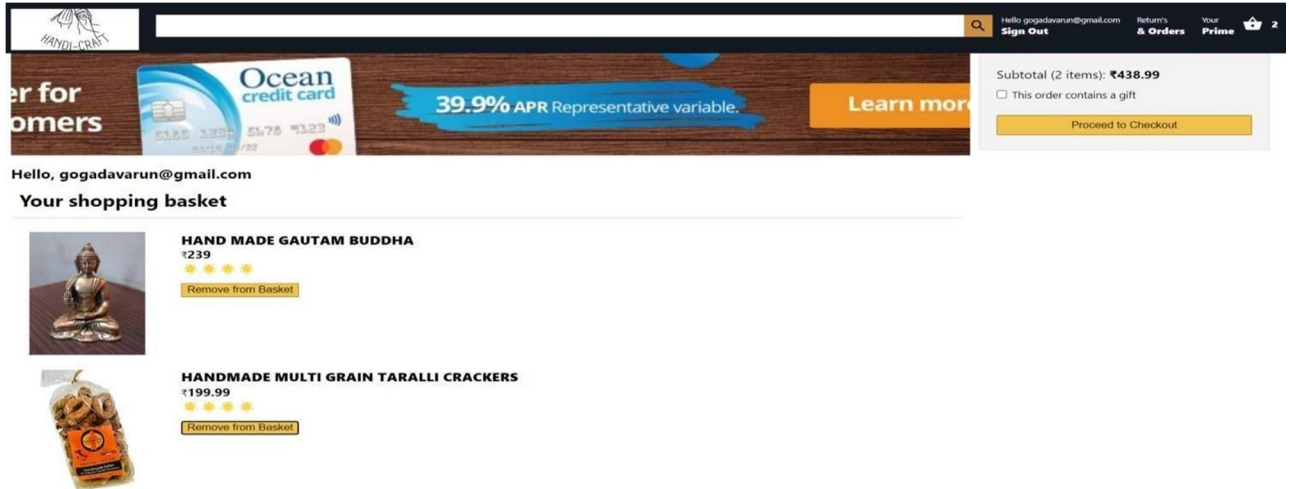 HANDI-CRAFT
Hello gogadavarun@gmail.com
Sign Out
Return's
& Orders
Your
Prime
2
er for
omers
Ocean
credit card
39.9% APR Representative variable.
Learn mor
Subtotal (2 items): ₹438.99
This order contains a gift
Proceed to Checkout
Hello, gogadavarun@gmail.com
Your shopping basket
HAND MADE GAUTAM BUDDHA
₹239
Remove from Basket
HANDMADE MULTI GRAIN TARALLI CRACKERS
₹199.99
Remove from Basket